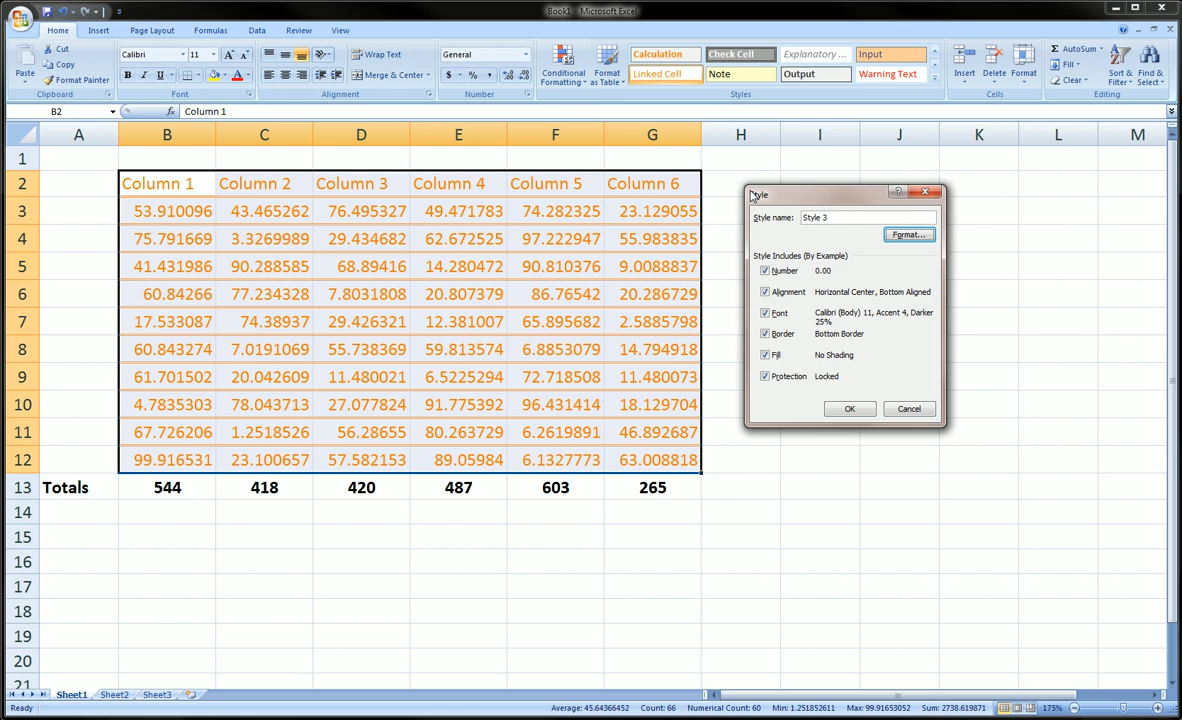 Book1 - Microsoft Excel
Home Insert Page Layout Formulas Data Review View
Cut
Copy
Format Painter
Paste
Clipboard
Calibri 11
Font
Wrap Text
Merge & Center
Alignment
General
Number
Conditional Formatting
Format as Table
Calculation Check Cell Explanatory ... Input
Linked Cell Note Output Warning Text
Styles
Insert Delete Format
Cells
AutoSum
Fill
Clear
Sort & Filter
Find & Select
Editing
B2 fx Column 1
A B C D E F G H I J K L M
1
2 Column 1 Column 2 Column 3 Column 4 Column 5 Column 6
3 53.910096 43.465262 76.495327 49.471783 74.282325 23.129055
4 75.791669 3.3269989 29.434682 62.672525 97.222947 55.983835
5 41.431986 90.288585 68.89416 14.280472 90.810376 9.0088837
6 60.84266 77.234328 7.8031808 20.807379 86.76542 20.286729
7 17.533087 74.38937 29.426321 12.381007 65.895682 2.5885798
8 60.843274 7.0191069 55.738369 59.813574 6.8853079 14.794918
9 61.701502 20.042609 11.480021 6.5225294 72.718508 11.480073
10 4.7835303 78.043713 27.077824 91.775392 96.431414 18.129704
11 67.726206 1.2518526 56.28655 80.263729 6.2619891 46.892687
12 99.916531 23.100657 57.582153 89.05984 6.1327773 63.008818
13 Totals 544 418 420 487 603 265
14
15
16
17
18
19
20
21
Style
Style name: Style 3
Format...
Style Includes (By Example)
Number 0.00
Alignment Horizontal Center, Bottom Aligned
Font Calibri (Body) 11, Accent 4, Darker
25%
Border Bottom Border
Fill No Shading
Protection Locked
OK Cancel
Sheet1 Sheet2 Sheet3
Ready Average: 45.64366452 Count: 66 Numerical Count: 60 Min: 1.251852611 Max: 99.91653052 Sum: 2738.619871 175%